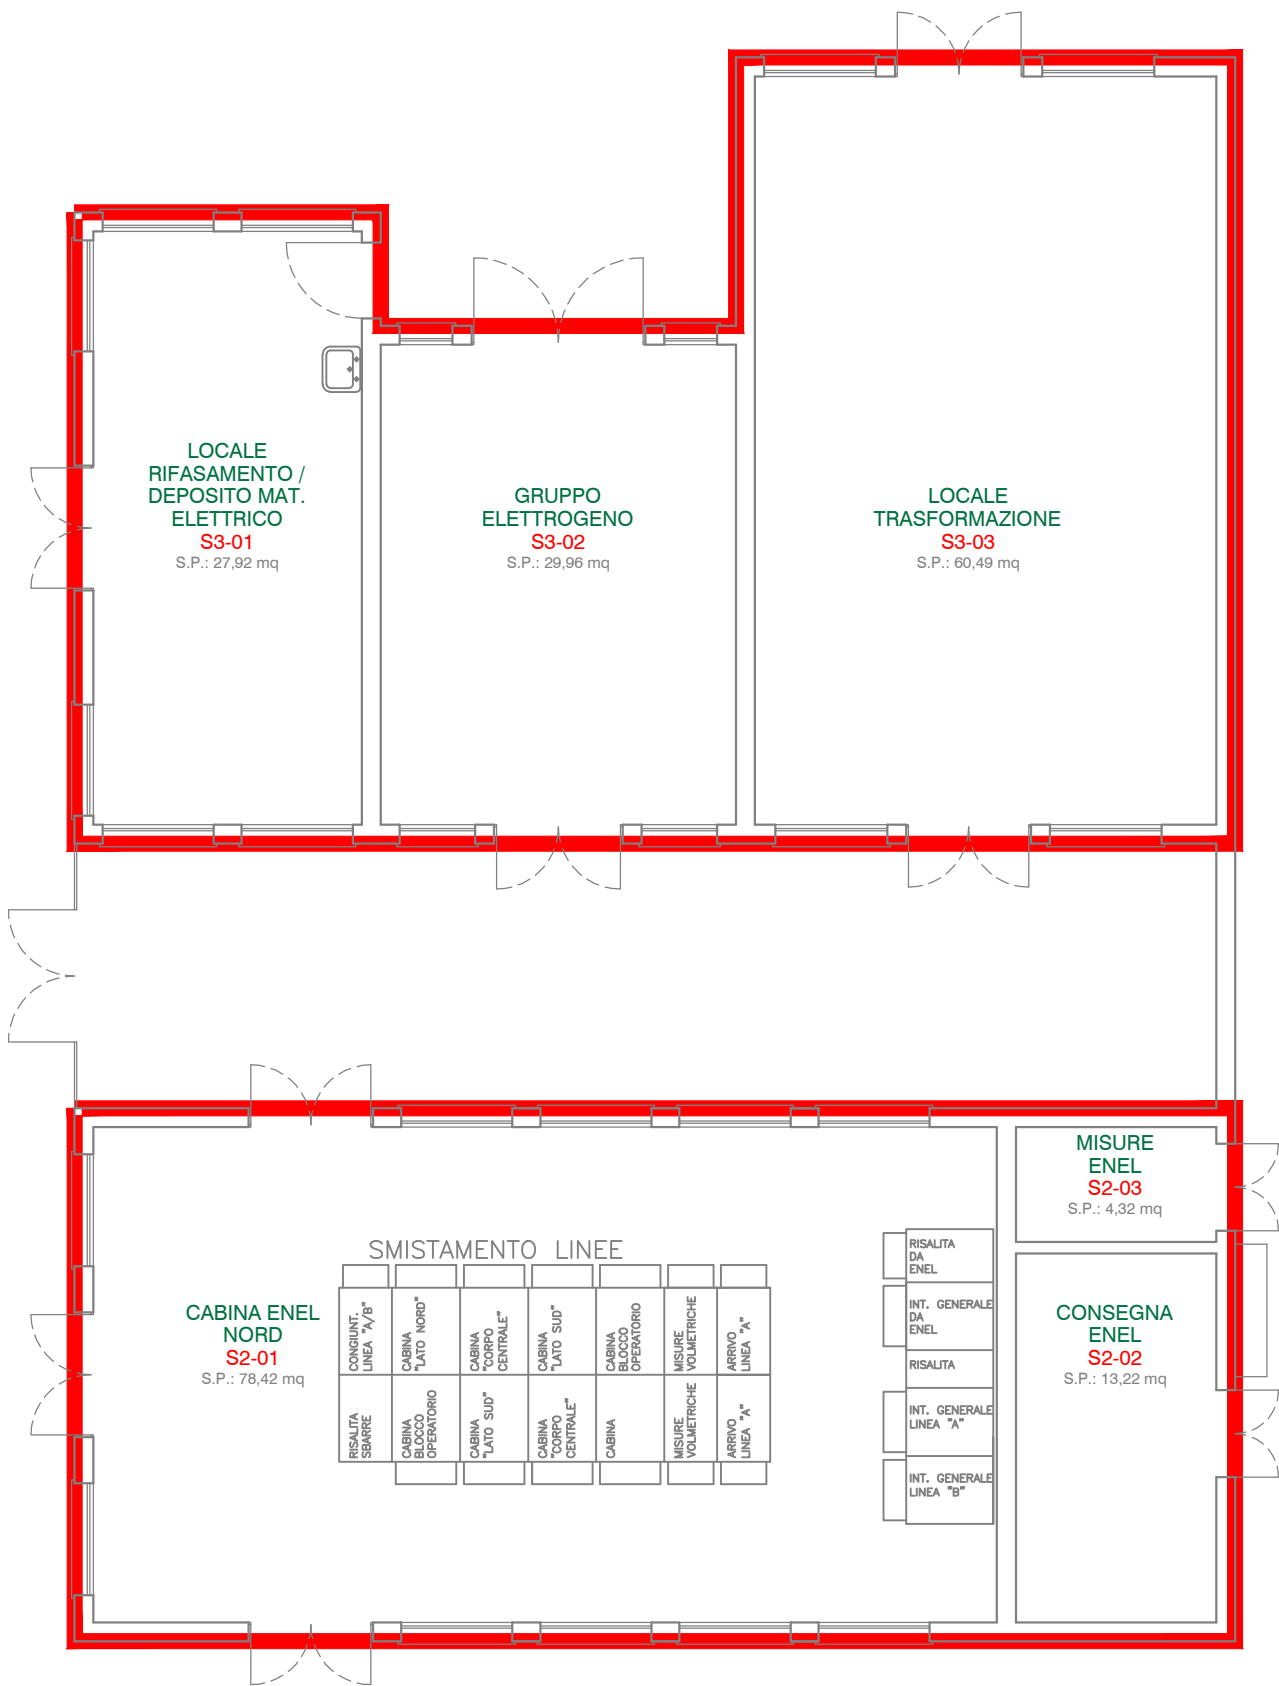 LOCALE
RIFASAMENTO /
DEPOSITO MAT.
ELETTRICO
S3-01
S.P.: 27,92 mq
GRUPPO
ELETTROGENO
S3-02
S.P.: 29,96 mq
LOCALE
TRASFORMAZIONE
S3-03
S.P.: 60,49 mq
MISURE
ENEL
S2-03
S.P.: 4,32 mq
SMISTAMENTO LINEE
CABINA ENEL
NORD
S2-01
S.P.: 78,42 mq
CONGIUNT.
LINEA "A/B"
CABINA
"LATO NORD"
CABINA
"CORPO
CENTRALE"
CABINA
"LATO SUD"
CABINA
BLOCCO
OPERATORIO
MISURE
VOLMETRICHE
ARRIVO
LINEA "A"
RISALITA
SBARRE
CABINA
BLOCCO
OPERATORIO
CABINA
"LATO SUD"
CABINA
"CORPO
CENTRALE"
CABINA
MISURE
VOLMETRICHE
ARRIVO
LINEA "A"
RISALITA
DA
ENEL
INT. GENERALE
DA
ENEL
RISALITA
INT. GENERALE
LINEA "A"
INT. GENERALE
LINEA "B"
CONSEGNA
ENEL
S2-02
S.P.: 13,22 mq